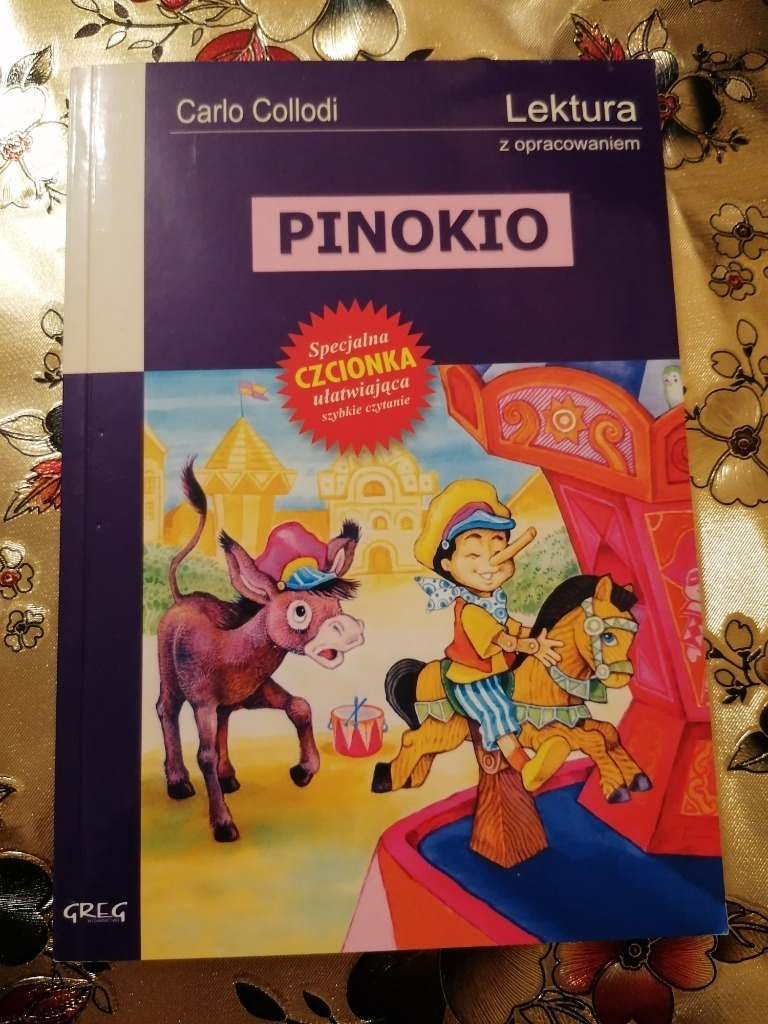 Carlo Collodi
Lektura
z opracowaniem
PINOKIO
Specjalna
CZCIONKA
ułatwiająca
szybkie czytanie
GREG